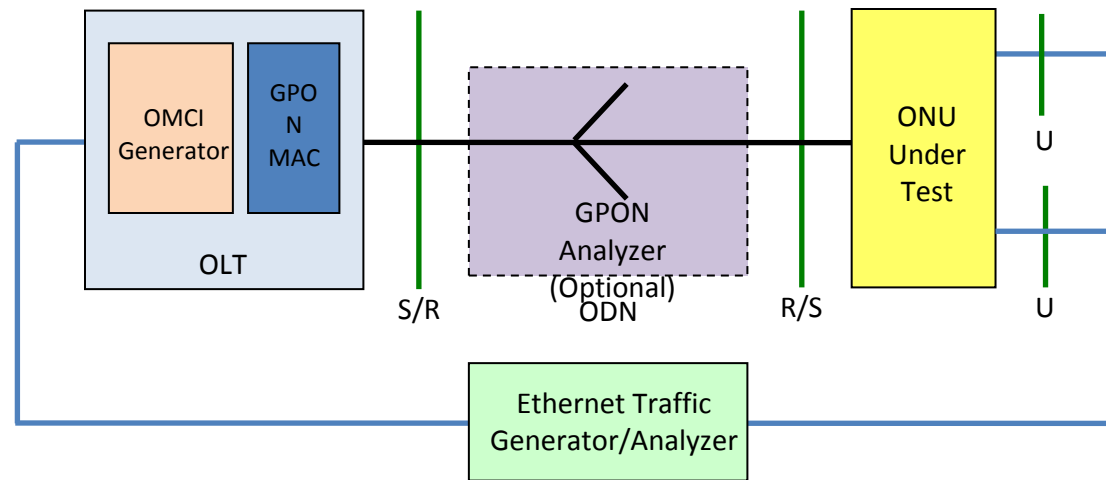 OMCI
Generator
GPO
N
MAC
OLT
S/R
GPON
Analyzer
(Optional)
ODN
R/S
ONU
Under
Test
U
U
Ethernet Traffic
Generator/Analyzer